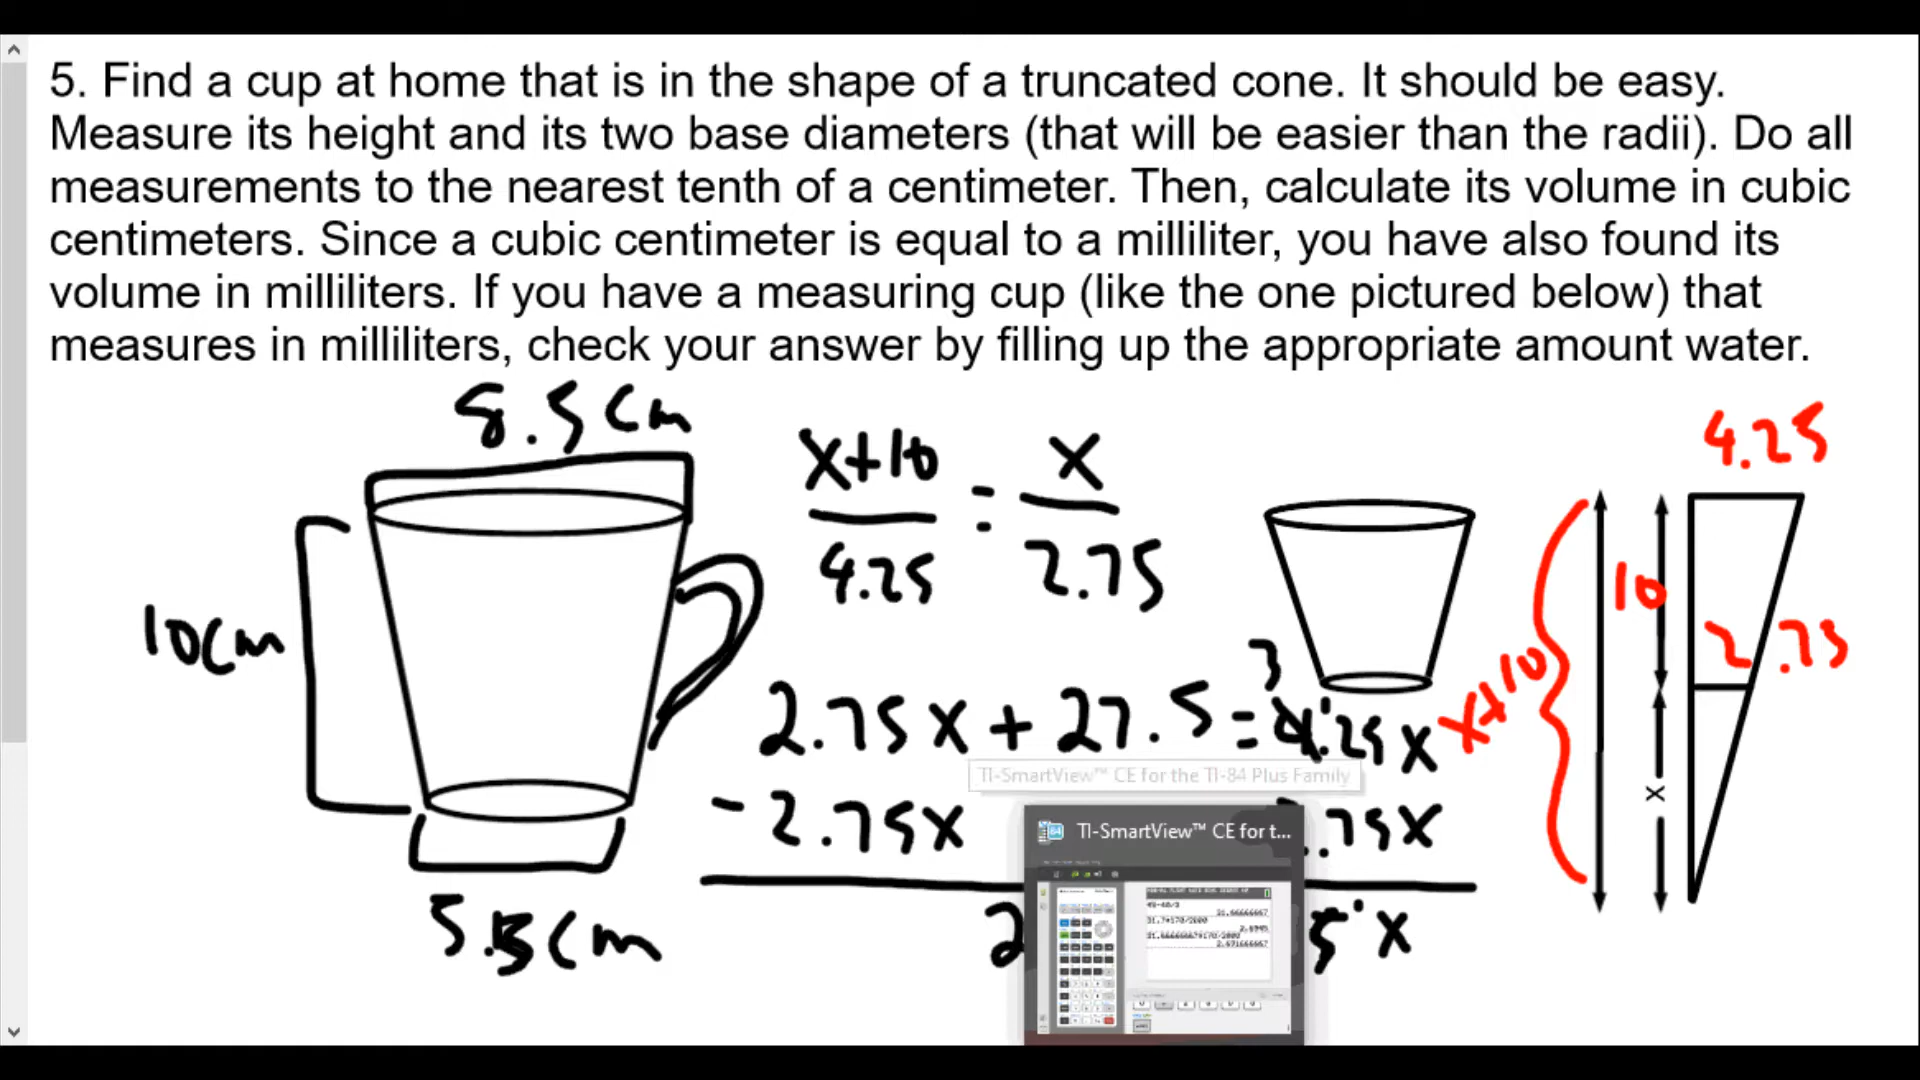 5. Find a cup at home that is in the shape of a truncated cone. It should be easy.
Measure its height and its two base diameters (that will be easier than the radii). Do all
measurements to the nearest tenth of a centimeter. Then, calculate its volume in cubic
centimeters. Since a cubic centimeter is equal to a milliliter, you have also found its
volume in milliliters. If you have a measuring cup (like the one pictured below) that
measures in milliliters, check your answer by filling up the appropriate amount water.
8.5cm
x+10 = x
4.25 2.75
4.25
10
10cm
2.75
x+10
3
2.75x + 27.5 = 4.25x
TI-SmartView™ CE for the TI-84 Plus Family
x
- 2.75x .75x
TI-SmartView™ CE for t...
5.5cm
2 5x